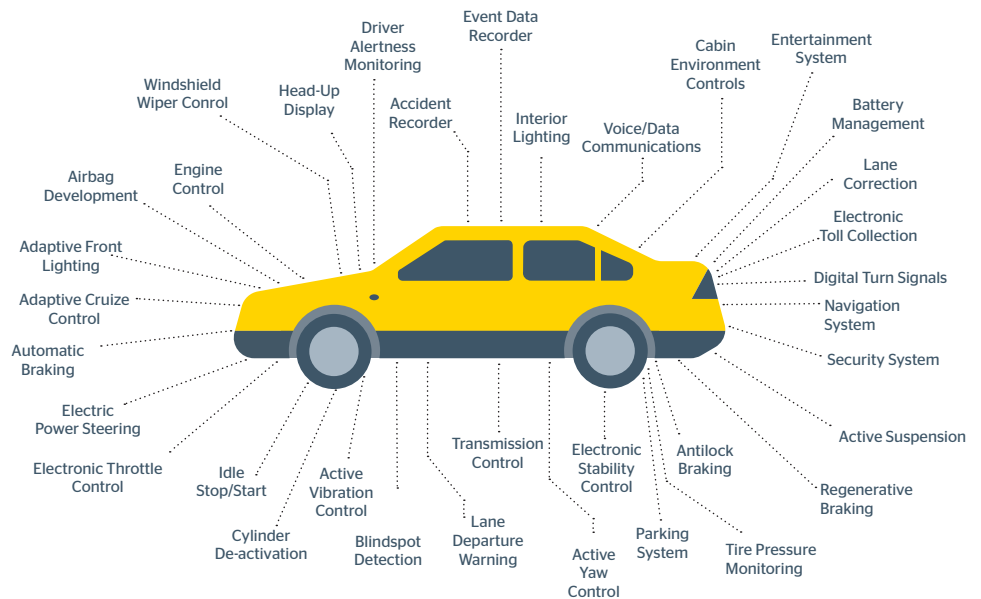 Event Data
Recorder
Driver
Alertness
Monitoring
Cabin
Environment
Controls
Entertainment
System
Windshield
Wiper Conrol
Head-Up
Display
Accident
Recorder
Interior
Lighting
Voice/Data
Communications
Battery
Management
Lane
Correction
Engine
Control
Airbag
Development
Electronic
Toll Collection
Adaptive Front
Lighting
Digital Turn Signals
Adaptive Cruize
Control
Navigation
System
Automatic
Braking
Security System
Electric
Power Steering
Active Suspension
Electronic Throttle
Control
Idle
Stop/Start
Active
Vibration
Control
Transmission
Control
Electronic
Stability
Control
Antilock
Braking
Regenerative
Braking
Cylinder
De-activation
Blindspot
Detection
Lane
Departure
Warning
Active
Yaw
Control
Parking
System
Tire Pressure
Monitoring